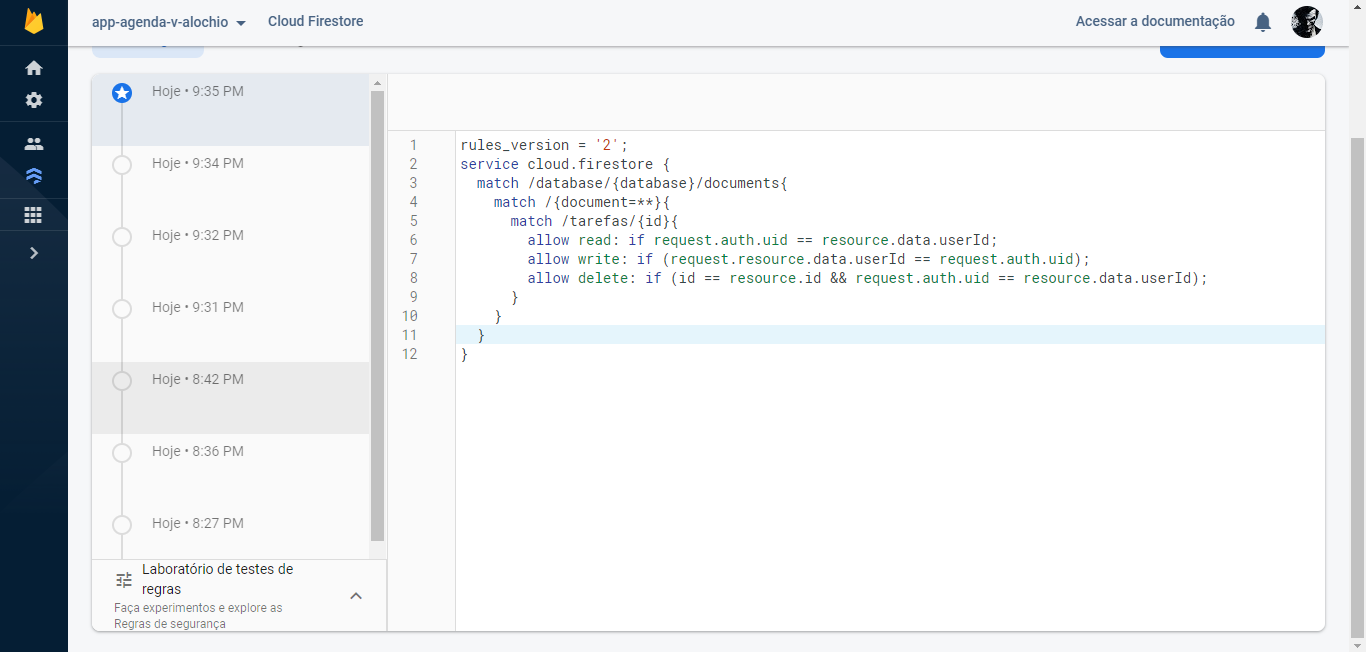 app-agenda-v-alochio
Cloud Firestore
Acessar a documentação
Hoje • 9:35 PM
Hoje • 9:34 PM
Hoje • 9:32 PM
Hoje • 9:31 PM
Hoje • 8:42 PM
Hoje • 8:36 PM
Hoje • 8:27 PM
Laboratório de testes de
regras
Faça experimentos e explore as
Regras de segurança
1 rules_version = '2';
2 service cloud.firestore {
3 match /database/{database}/documents{
4 match /{document=**}{
5 match /tarefas/{id}{
6 allow read: if request.auth.uid == resource.data.userId;
7 allow write: if (request.resource.data.userId == request.auth.uid);
8 allow delete: if (id == resource.id && request.auth.uid == resource.data.userId);
9 }
10 }
11 }
12 }